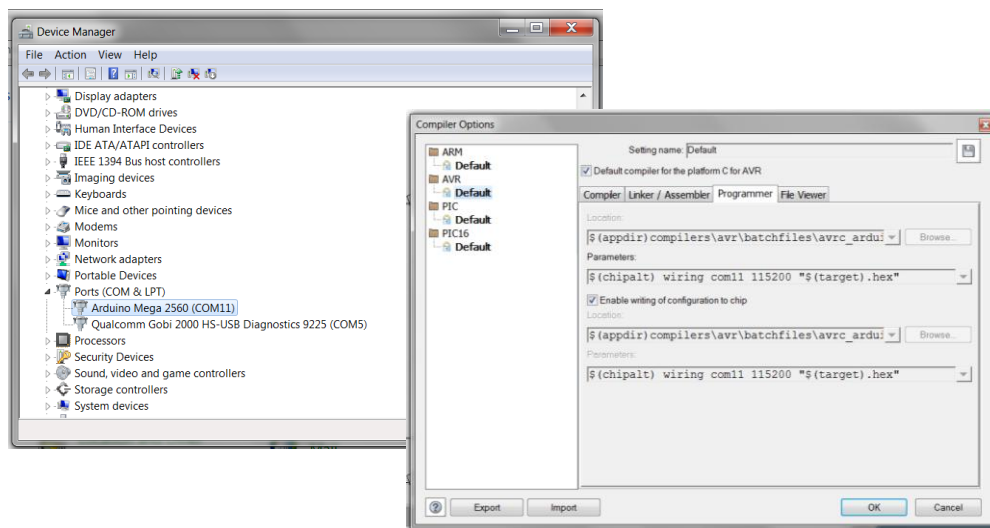 Device Manager
File Action View Help
Display adapters
DVD/CD-ROM drives
Human Interface Devices
IDE ATA/ATAPI controllers
IEEE 1394 Bus host controllers
Imaging devices
Keyboards
Mice and other pointing devices
Modems
Monitors
Network adapters
Portable Devices
Ports (COM & LPT)
Arduino Mega 2560 (COM11)
Qualcomm Gobi 2000 HS-USB Diagnostics 9225 (COM5)
Processors
Security Devices
Sound, video and game controllers
Storage controllers
System devices
Compiler Options
ARM
Default
AVR
Default
PIC
Default
PIC16
Default
Setting name: Default
Default compiler for the platform C for AVR
Compiler Linker / Assembler Programmer File Viewer
Location:
$(appdir)compilers\avr\batchfiles\avrc_ardui Browse...
Parameters:
$(chipalt) wiring com11 115200 "$(target).hex"
Enable writing of configuration to chip
Location:
$(appdir)compilers\avr\batchfiles\avrc_ardui Browse...
Parameters:
$(chipalt) wiring com11 115200 "$(target).hex"
Export Import OK Cancel